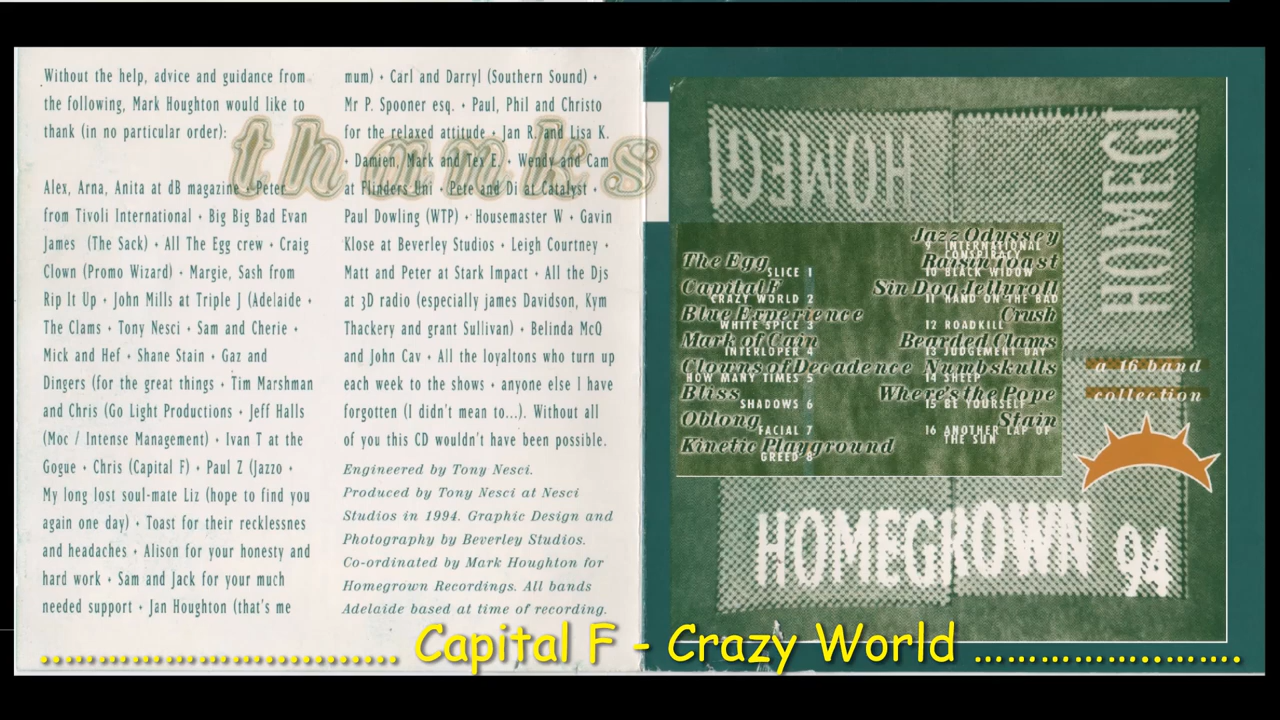 Without the help, advice and guidance from
the following, Mark Houghton would like to
thank (in no particular order):
thanks
Alex, Arna, Anita at dB magazine • Peter
from Tivoli International • Big Big Bad Evan
James (The Sack) • All The Egg crew • Craig
Clown (Promo Wizard) • Margie, Sash from
Rip It Up • John Mills at Triple J (Adelaide •
The Clams • Tony Nesci • Sam and Cherie •
Mick and Hef • Shane Stain • Gaz and
Dingers (for the great things • Tim Marshman
and Chris (Go Light Productions • Jeff Halls
(Moc / Intense Management) • Ivan T at the
Gogue • Chris (Capital F) • Paul Z (Jazzo •
My long lost soul-mate Liz (hope to find you
again one day) • Toast for their recklessnes
and headaches • Alison for your honesty and
hard work • Sam and Jack for your much
needed support • Jan Houghton (that's me
mum) • Carl and Darryl (Southern Sound) •
Mr P. Spooner esq. • Paul, Phil and Christo
for the relaxed attitude • Jan R. and Lisa K.
• Damien, Mark and Tex E. • Wendy and Cam
at Flinders Uni • Pete and Di at Catalyst •
Paul Dowling (WTP) • Housemaster W • Gavin
Klose at Beverley Studios • Leigh Courtney •
Matt and Peter at Stark Impact • All the Djs
at 3D radio (especially james Davidson, Kym
Thackery and grant Sullivan) • Belinda McQ
and John Cav • All the loyaltons who turn up
each week to the shows • anyone else I have
forgotten (I didn't mean to...). Without all
of you this CD wouldn't have been possible.
Engineered by Tony Nesci.
Produced by Tony Nesci at Nesci
Studios in 1994. Graphic Design and
Photography by Beverley Studios.
Co-ordinated by Mark Houghton for
Homegrown Recordings. All bands
Adelaide based at time of recording.
HOMEG
HOMEG
The Egg
SLICE 1
Capital F
CRAZY WORLD 2
Blue Experience
WHITE SPICE 3
Mark of Cain
INTERLOPER 4
Clowns of Decadence
HOW MANY TIMES 5
Bliss
SHADOWS 6
Oblong
FACIAL 7
Kinetic Playground
GREED 8
Jazz Odyssey
9 INTERNATIONAL
CONSPIRACY
Raisin Toast
10 BLACK WIDOW
Sin Dog Jellyroll
11 HAND ON THE BAD
Crush
12 ROADKILL
Bearded Clams
13 JUDGEMENT DAY
Numbskulls
14 SHEEP
Where's the Pope
15 BE YOURSELF
Stain
16 ANOTHER LAP OF
THE SUN
a 16 band
collection
HOMEGROWN 94
........................... Capital F - Crazy World ........................